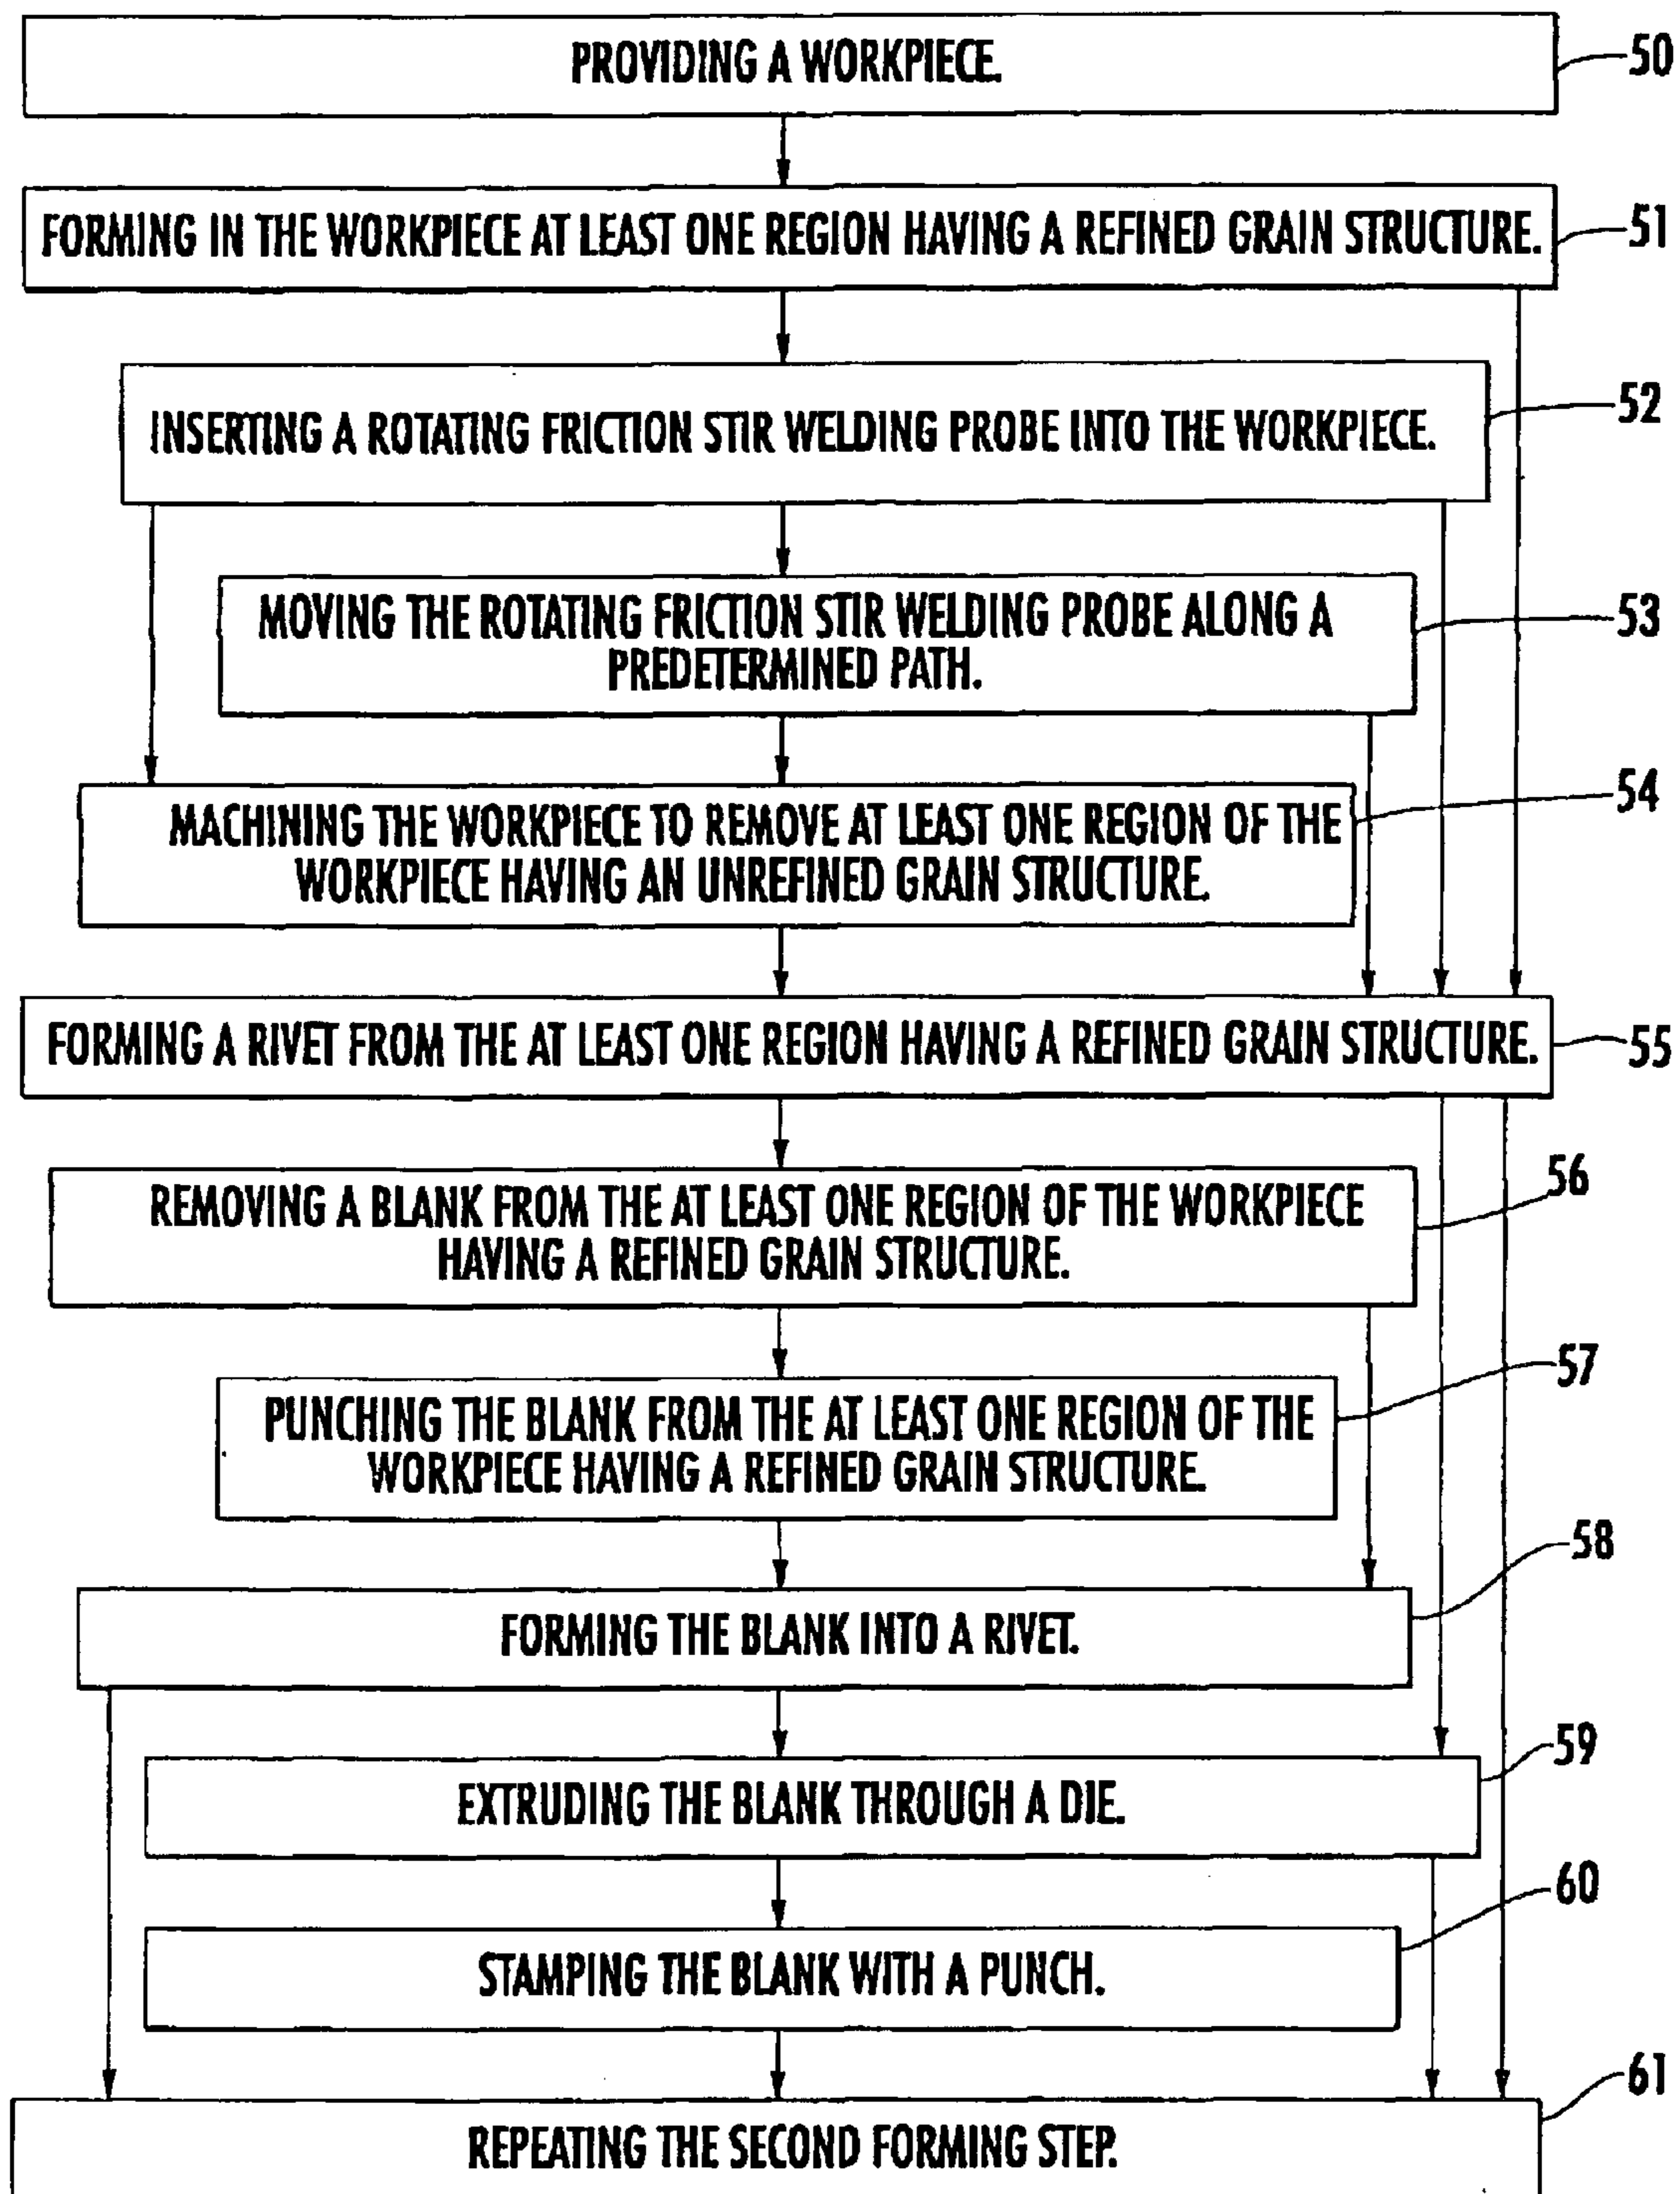 PROVIDING A WORKPIECE.
50
FORMING IN THE WORKPIECE AT LEAST ONE REGION HAVING A REFINED GRAIN STRUCTURE.
51
INSERTING A ROTATING FRICTION STIR WELDING PROBE INTO THE WORKPIECE.
52
MOVING THE ROTATING FRICTION STIR WELDING PROBE ALONG A
PREDETERMINED PATH.
53
MACHINING THE WORKPIECE TO REMOVE AT LEAST ONE REGION OF THE
WORKPIECE HAVING AN UNREFINED GRAIN STRUCTURE.
54
FORMING A RIVET FROM THE AT LEAST ONE REGION HAVING A REFINED GRAIN STRUCTURE.
55
REMOVING A BLANK FROM THE AT LEAST ONE REGION OF THE WORKPIECE
HAVING A REFINED GRAIN STRUCTURE.
56
PUNCHING THE BLANK FROM THE AT LEAST ONE REGION OF THE
WORKPIECE HAVING A REFINED GRAIN STRUCTURE.
57
FORMING THE BLANK INTO A RIVET.
58
EXTRUDING THE BLANK THROUGH A DIE.
59
STAMPING THE BLANK WITH A PUNCH.
60
REPEATING THE SECOND FORMING STEP.
61